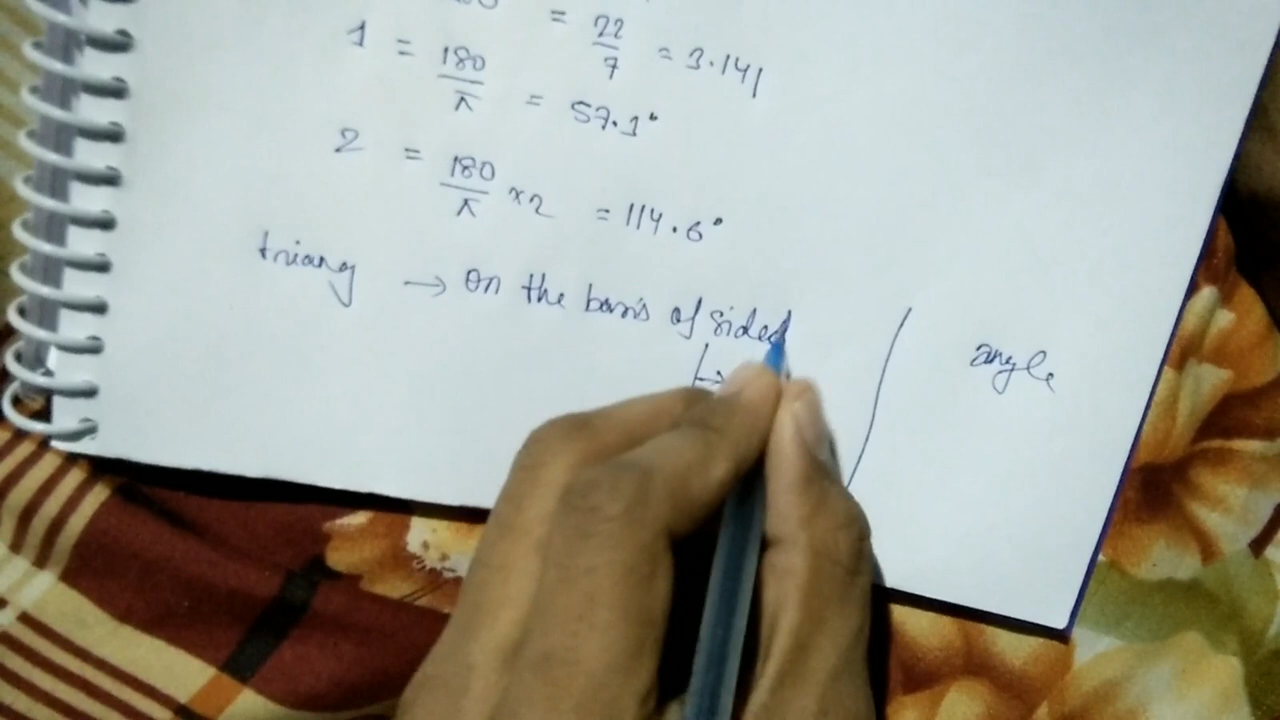 = 22/7 = 3.141
1 = 180/π = 57.1°
2 = 180/π × 2 = 114.6°
triang → On the basis of sides / angle